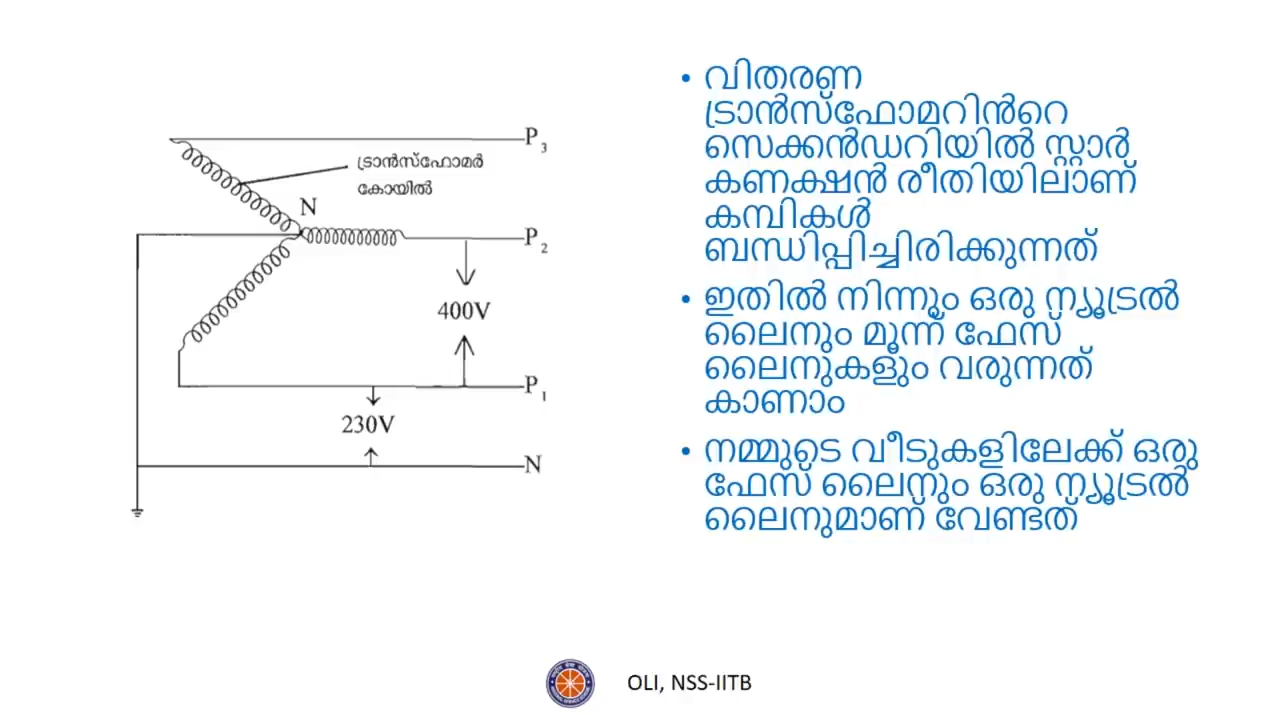 P3
ട്രാൻസ്ഫോമർ
കോയിൽ
N
P2
400V
P1
230V
N
• വിതരണ
ട്രാൻസ്ഫോമറിൻറെ
സെക്കൻഡറിയിൽ സ്റ്റാർ
കണക്ഷൻ രീതിയിലാണ്
കമ്പികൾ
ബന്ധിപ്പിച്ചിരിക്കുന്നത്
• ഇതിൽ നിന്നും ഒരു ന്യൂട്രൽ
ലൈനും മൂന്ന് ഫേസ്
ലൈനുകളും വരുന്നത്
കാണാം
• നമ്മുടെ വീടുകളിലേക്ക് ഒരു
ഫേസ് ലൈനും ഒരു ന്യൂട്രൽ
ലൈനുമാണ് വേണ്ടത്
OLI, NSS-IITB